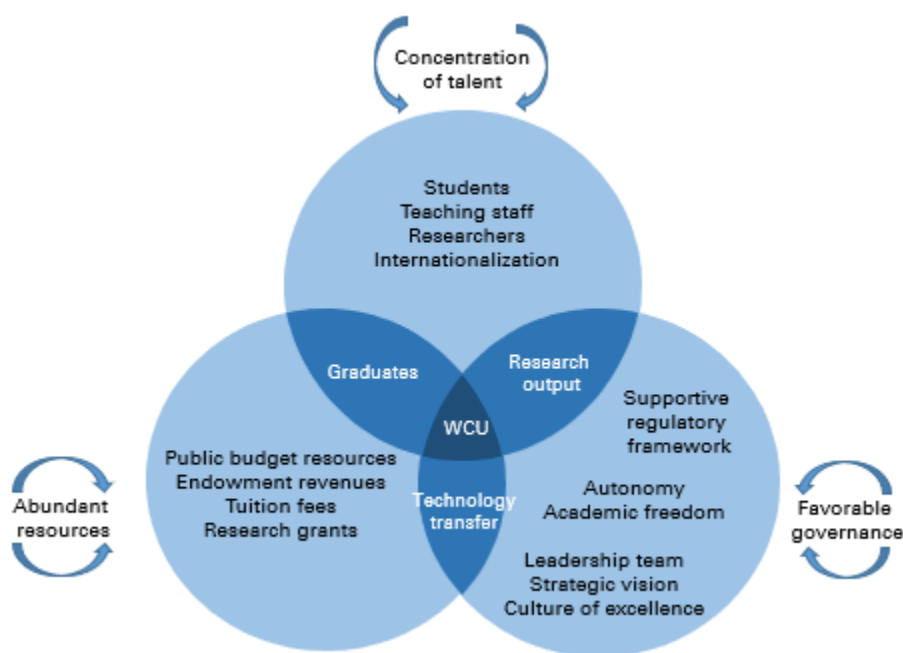 Concentration
of talent
Students
Teaching staff
Researchers
Internationalization
Graduates
Research
output
WCU
Supportive
regulatory
framework
Public budget resources
Endowment revenues
Tuition fees
Research grants
Technology
transfer
Autonomy
Academic freedom
Leadership team
Strategic vision
Culture of excellence
Abundant
resources
Favorable
governance